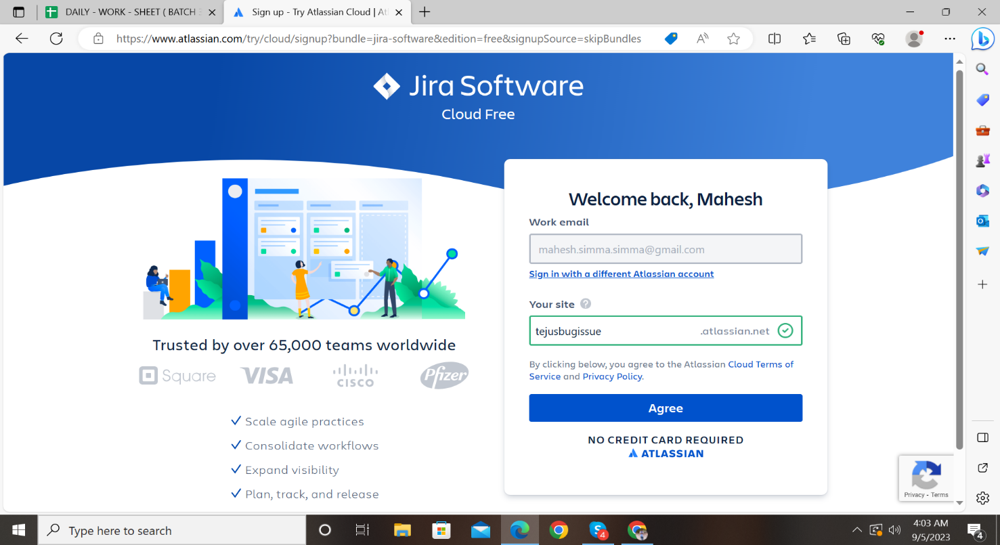 DAILY - WORK - SHEET ( BATCH 3
Sign up - Try Atlassian Cloud | At
https://www.atlassian.com/try/cloud/signup?bundle=jira-software&edition=free&signupSource=skipBundles
Jira Software
Cloud Free
Welcome back, Mahesh
Work email
mahesh.simma.simma@gmail.com
Sign in with a different Atlassian account
Your site
tejusbugissue .atlassian.net
By clicking below, you agree to the Atlassian Cloud Terms of
Service and Privacy Policy.
Agree
NO CREDIT CARD REQUIRED
ATLASSIAN
Trusted by over 65,000 teams worldwide
Square VISA CISCO Pfizer
Scale agile practices
Consolidate workflows
Expand visibility
Plan, track, and release
Privacy - Terms
Type here to search
4
4:03 AM
9/5/2023
4